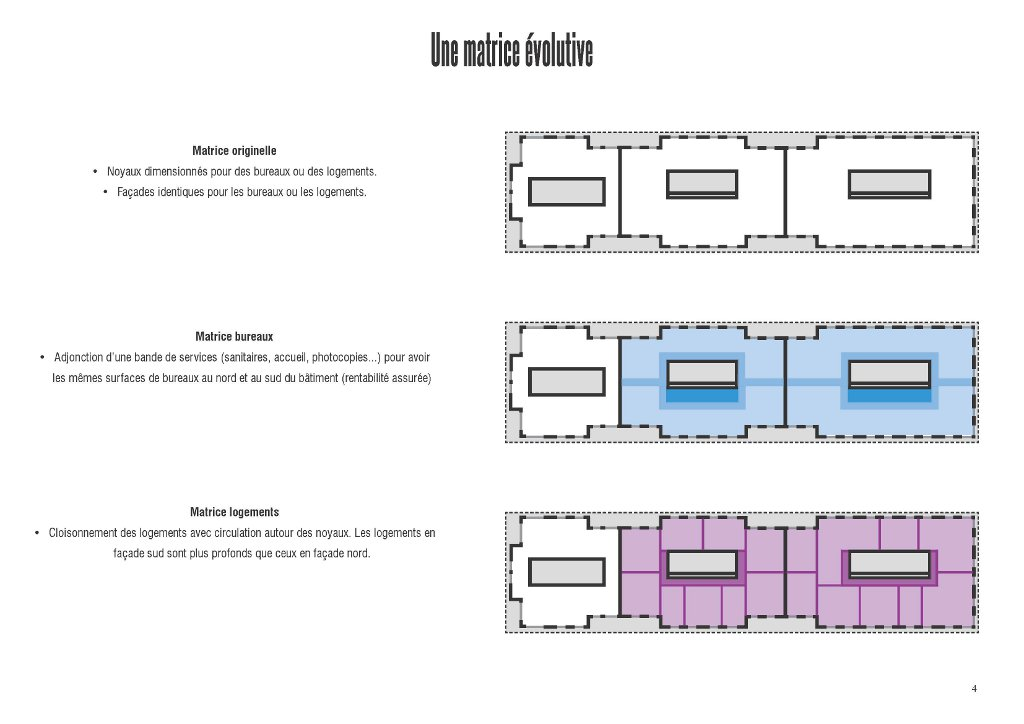 Une matrice évolutive
Matrice originelle
• Noyaux dimensionnés pour des bureaux ou des logements.
• Façades identiques pour les bureaux ou les logements.
Matrice bureaux
• Adjonction d'une bande de services (sanitaires, accueil, photocopies...) pour avoir
les mêmes surfaces de bureaux au nord et au sud du bâtiment (rentabilité assurée)
Matrice logements
• Cloisonnement des logements avec circulation autour des noyaux. Les logements en
façade sud sont plus profonds que ceux en façade nord.
4